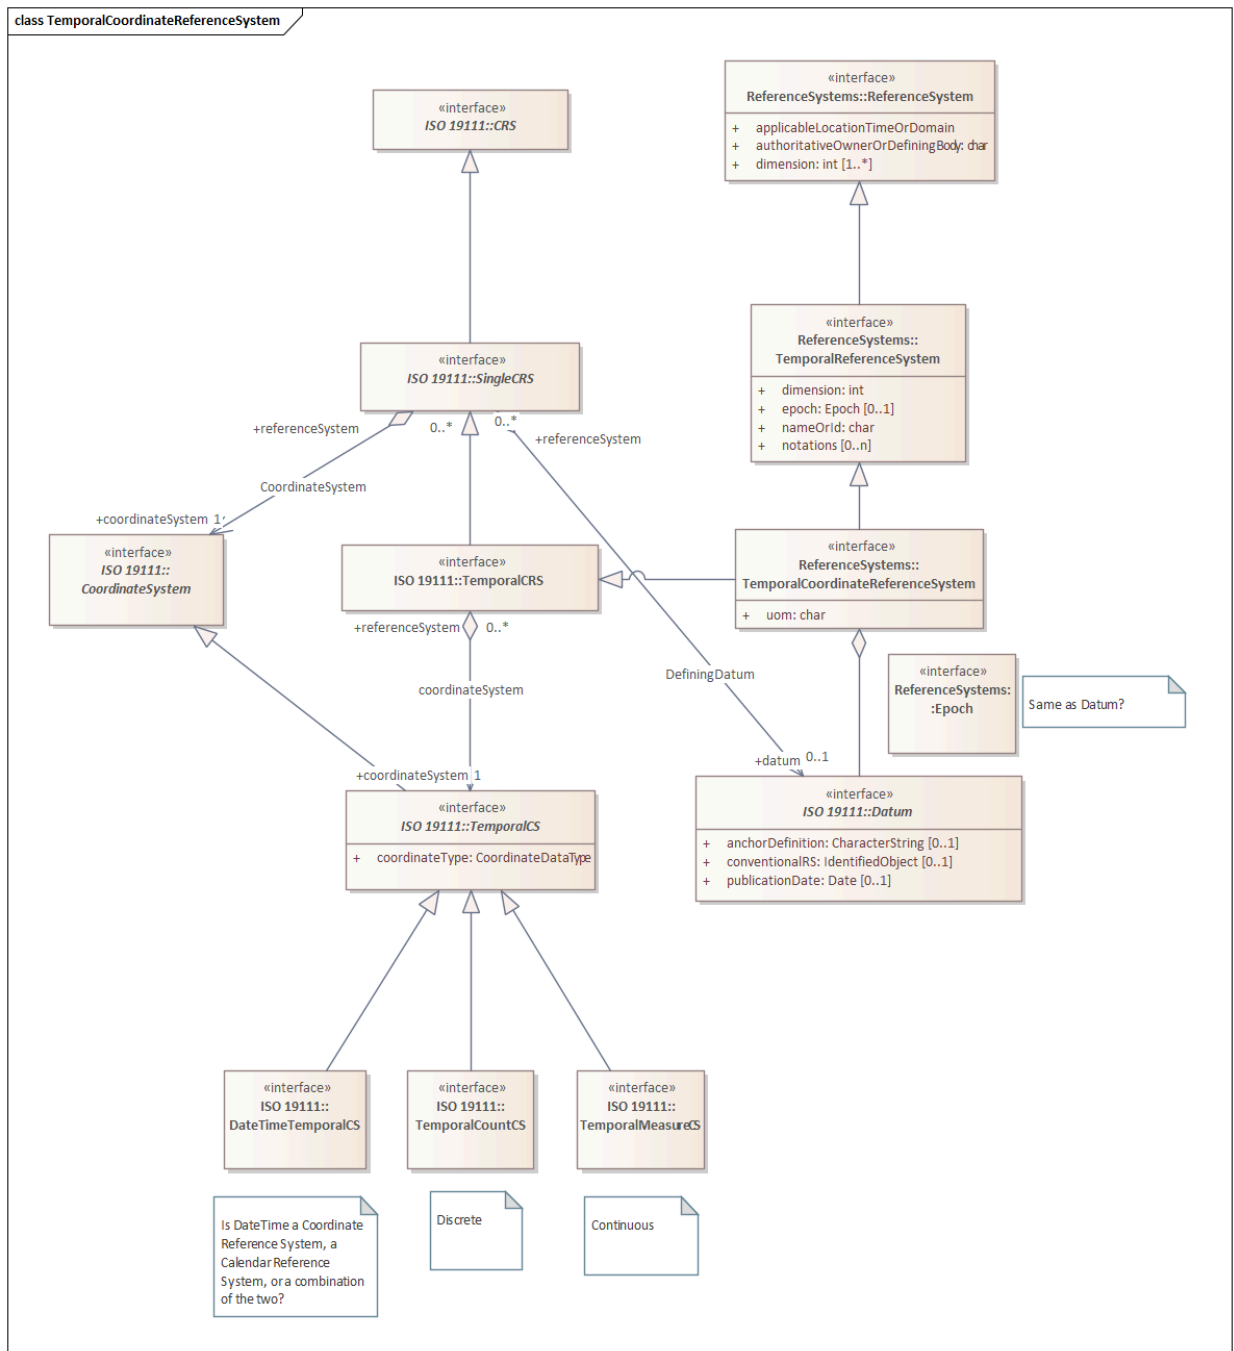 class TemporalCoordinateReferenceSystem
«interface»
ISO 19111::CRS
«interface»
ReferenceSystems::ReferenceSystem
+ applicableLocationTimeOrDomain
+ authoritativeOwnerOrDefiningBody: char
+ dimension: int [1..*]
«interface»
ReferenceSystems::
TemporalReferenceSystem
+ dimension: int
+ epoch: Epoch [0..1]
+ nameOrId: char
+ notations [0..n]
«interface»
ISO 19111::SingleCRS
+referenceSystem
0..*
0..*
+referenceSystem
CoordinateSystem
+coordinateSystem 1
«interface»
ISO 19111::
CoordinateSystem
«interface»
ISO 19111::TemporalCRS
«interface»
ReferenceSystems::
TemporalCoordinateReferenceSystem
+ uom: char
+referenceSystem
0..*
coordinateSystem
DefiningDatum
«interface»
ReferenceSystems:
:Epoch
Same as Datum?
+coordinateSystem 1
+datum
0..1
«interface»
ISO 19111::TemporalCS
+ coordinateType: CoordinateDataType
«interface»
ISO 19111::Datum
+ anchorDefinition: CharacterString [0..1]
+ conventionalRS: IdentifiedObject [0..1]
+ publicationDate: Date [0..1]
«interface»
ISO 19111::
DateTimeTemporalCS
«interface»
ISO 19111::
TemporalCountCS
«interface»
ISO 19111::
TemporalMeasureCS
Is DateTime a Coordinate
Reference System, a
Calendar Reference
System, or a combination
of the two?
Discrete
Continuous